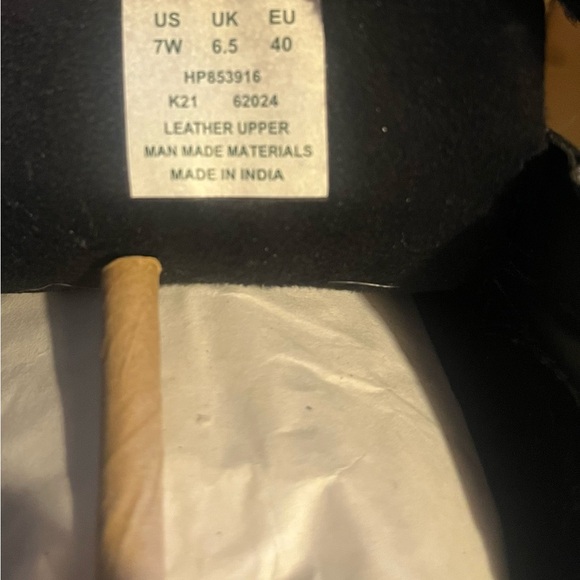 US UK EU
7W 6.5 40
HP853916
K21 62024
LEATHER UPPER
MAN MADE MATERIALS
MADE IN INDIA